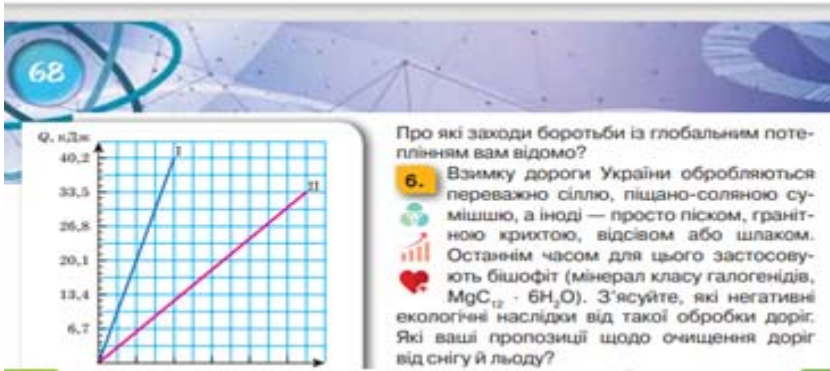 68
Q, кДж
40,2
33,5
26,8
20,1
13,4
6,7
I
II
Про які заходи боротьби із глобальним поте-
плінням вам відомо?
6.
Взимку дороги України обробляються
переважно сіллю, піщано-соляною су-
мішшю, а іноді — просто піском, граніт-
ною крихтою, відсівом або шлаком.
Останнім часом для цього застосову-
ють бішофіт (мінерал класу галогенідів,
MgC₁₂ · 6H₂O). З’ясуйте, які негативні
екологічні наслідки від такої обробки доріг.
Які ваші пропозиції щодо очищення доріг
від снігу й льоду?